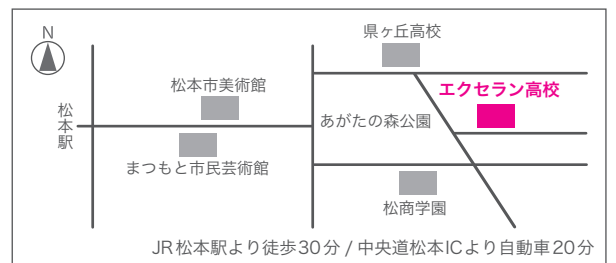 N
県ヶ丘高校
松本市美術館
エクセラン高校
松本駅
あがたの森公園
まつもと市民芸術館
松商学園
JR松本駅より徒歩30分 / 中央道松本ICより自動車20分